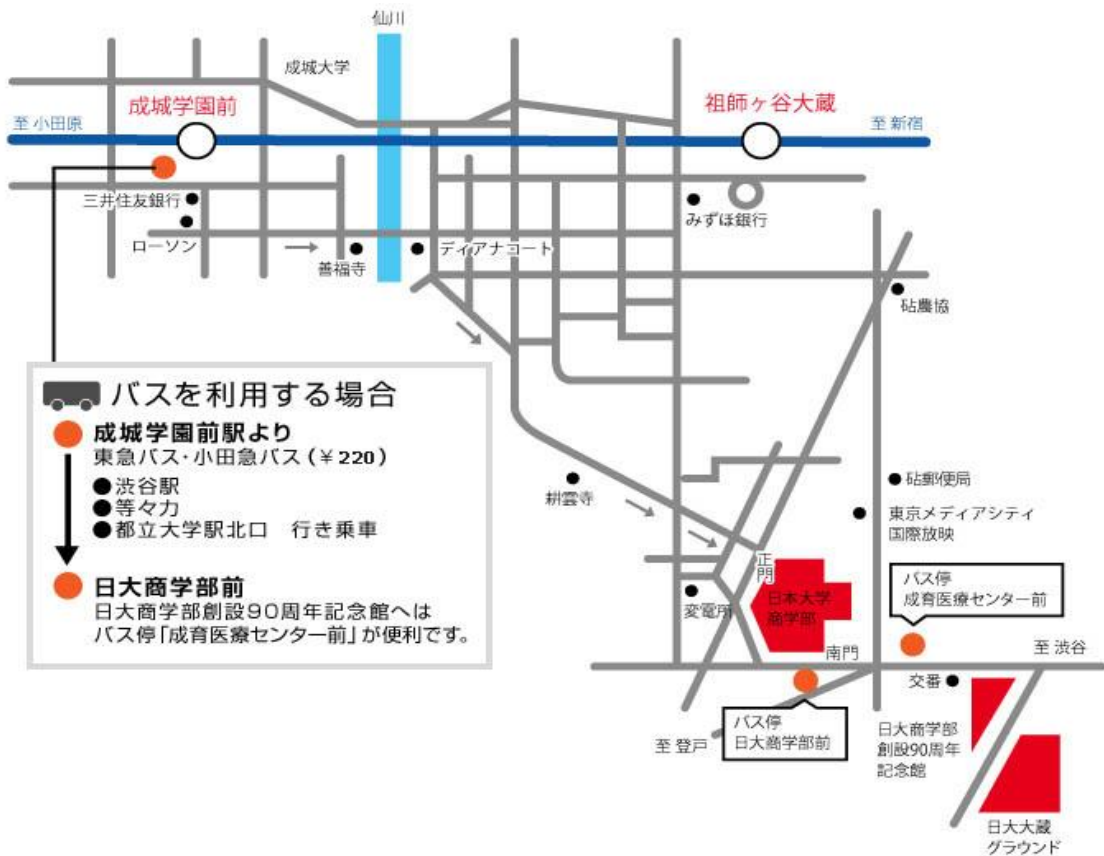 仙川
成城大学
成城学園前
祖師ヶ谷大蔵
至 小田原
至 新宿
三井住友銀行
みずほ銀行
ローソン
善福寺
ディアナコート
砧農協
バスを利用する場合
成城学園前駅より
東急バス・小田急バス (￥220)
●渋谷駅
●等々力
●都立大学駅北口　行き乗車
日大商学部前
日大商学部創設90周年記念館へは
バス停「成育医療センター前」が便利です。
耕雲寺
砧郵便局
東京メディアシティ
国際放映
正門
日本大学
商学部
変電所
バス停
成育医療センター前
南門
至 渋谷
交番
バス停
日大商学部前
至 登戸
日大商学部
創設90周年
記念館
日大大蔵
グラウンド